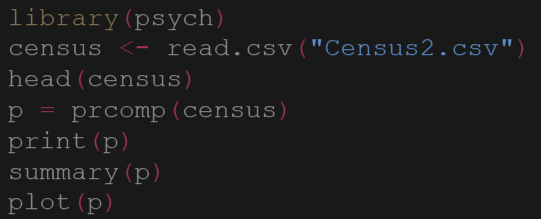 library(psych)
census <- read.csv("Census2.csv")
head(census)
p = prcomp(census)
print(p)
summary(p)
plot(p)